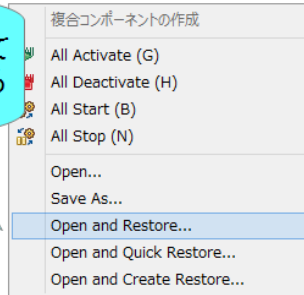 複合コンポーネントの作成
て
All Activate (G)
All Deactivate (H)
All Start (B)
All Stop (N)
Open...
Save As...
Open and Restore...
Open and Quick Restore...
Open and Create Restore...